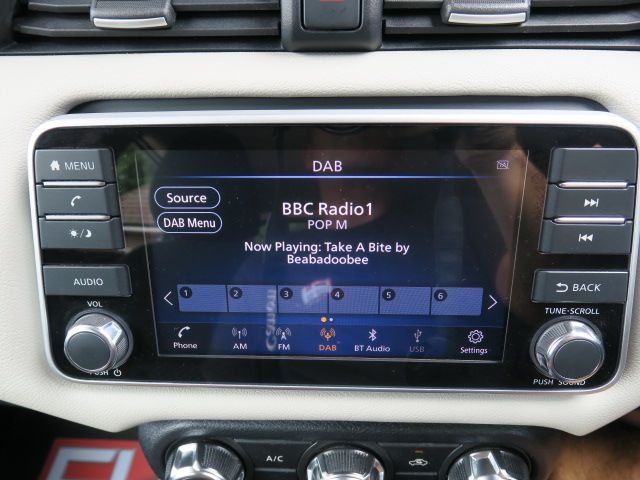 DAB
TA
MENU
Source
DAB Menu
BBC Radio1
POP M
Now Playing: Take A Bite by
Beabadoobee
AUDIO
BACK
1 2 3 4 5 6
VOL
TUNE·SCROLL
Phone AM FM DAB BT Audio USB Settings
PUSH
PUSH SOUND
A/C